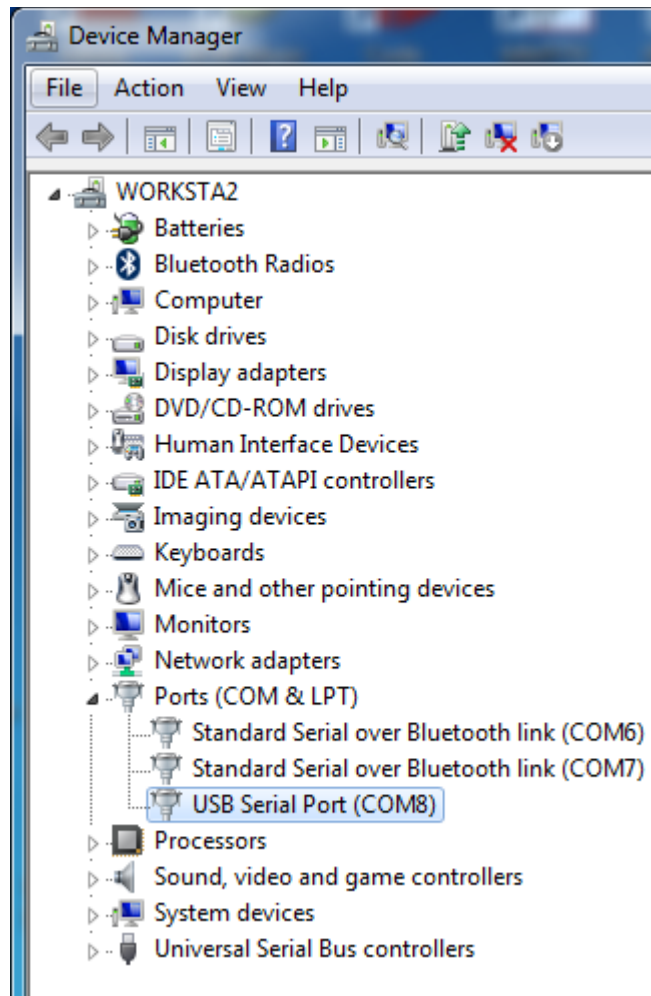 Device Manager
File Action View Help
WORKSTA2
Batteries
Bluetooth Radios
Computer
Disk drives
Display adapters
DVD/CD-ROM drives
Human Interface Devices
IDE ATA/ATAPI controllers
Imaging devices
Keyboards
Mice and other pointing devices
Monitors
Network adapters
Ports (COM & LPT)
Standard Serial over Bluetooth link (COM6)
Standard Serial over Bluetooth link (COM7)
USB Serial Port (COM8)
Processors
Sound, video and game controllers
System devices
Universal Serial Bus controllers